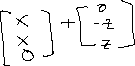 [x x 0] + [0 -z z]